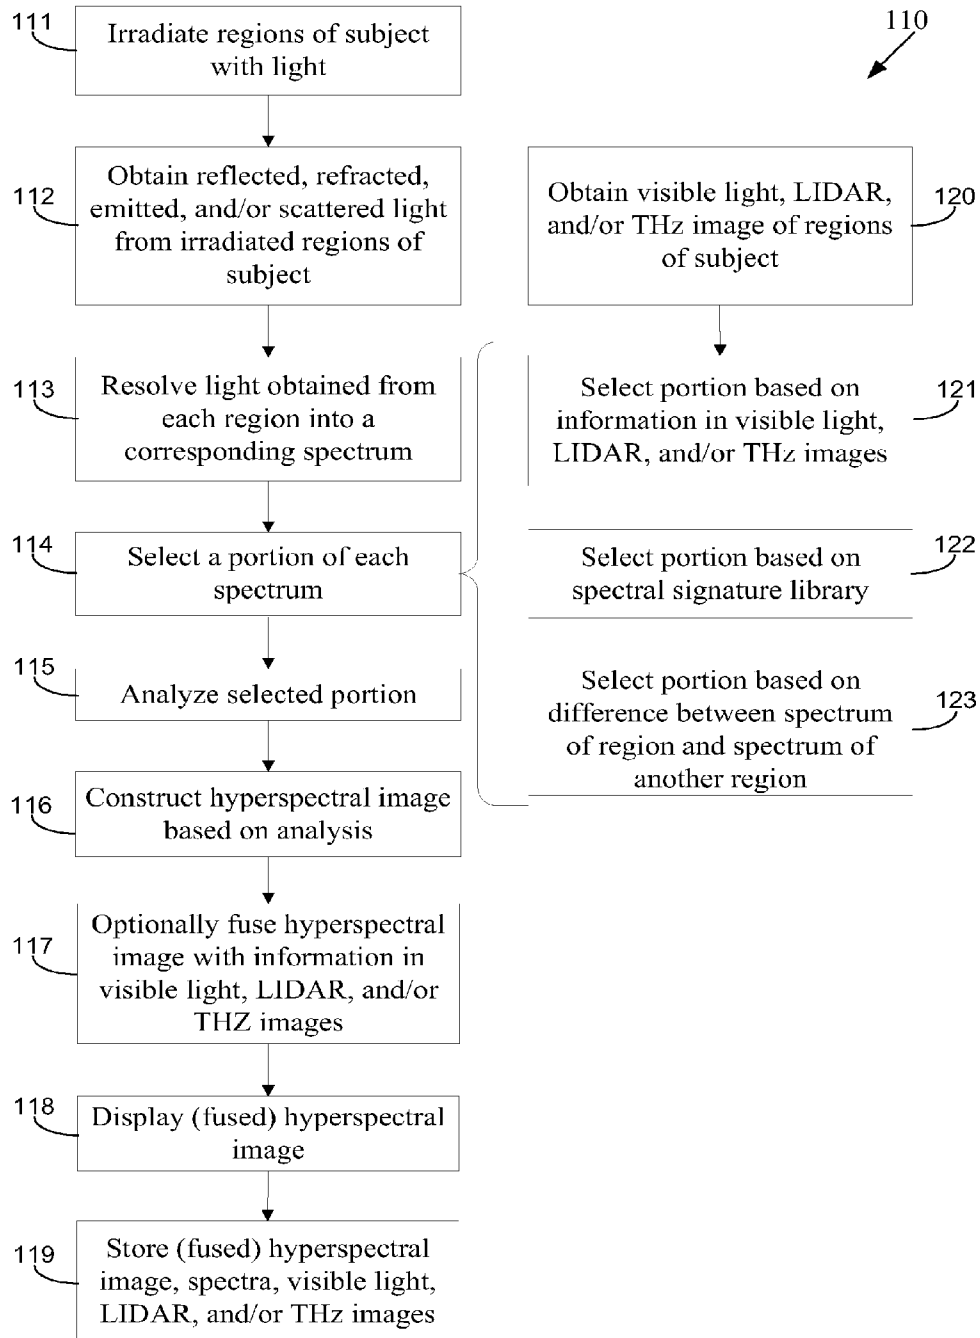 110
111
Irradiate regions of subject
with light
112
Obtain reflected, refracted,
emitted, and/or scattered light
from irradiated regions of
subject
113
Resolve light obtained from
each region into a
corresponding spectrum
114
Select a portion of each
spectrum
115
Analyze selected portion
116
Construct hyperspectral image
based on analysis
117
Optionally fuse hyperspectral
image with information in
visible light, LIDAR, and/or
THZ images
118
Display (fused) hyperspectral
image
119
Store (fused) hyperspectral
image, spectra, visible light,
LIDAR, and/or THz images
Obtain visible light, LIDAR,
and/or THz image of regions
of subject
120
Select portion based on
information in visible light,
LIDAR, and/or THz images
121
Select portion based on
spectral signature library
122
Select portion based on
difference between spectrum
of region and spectrum of
another region
123